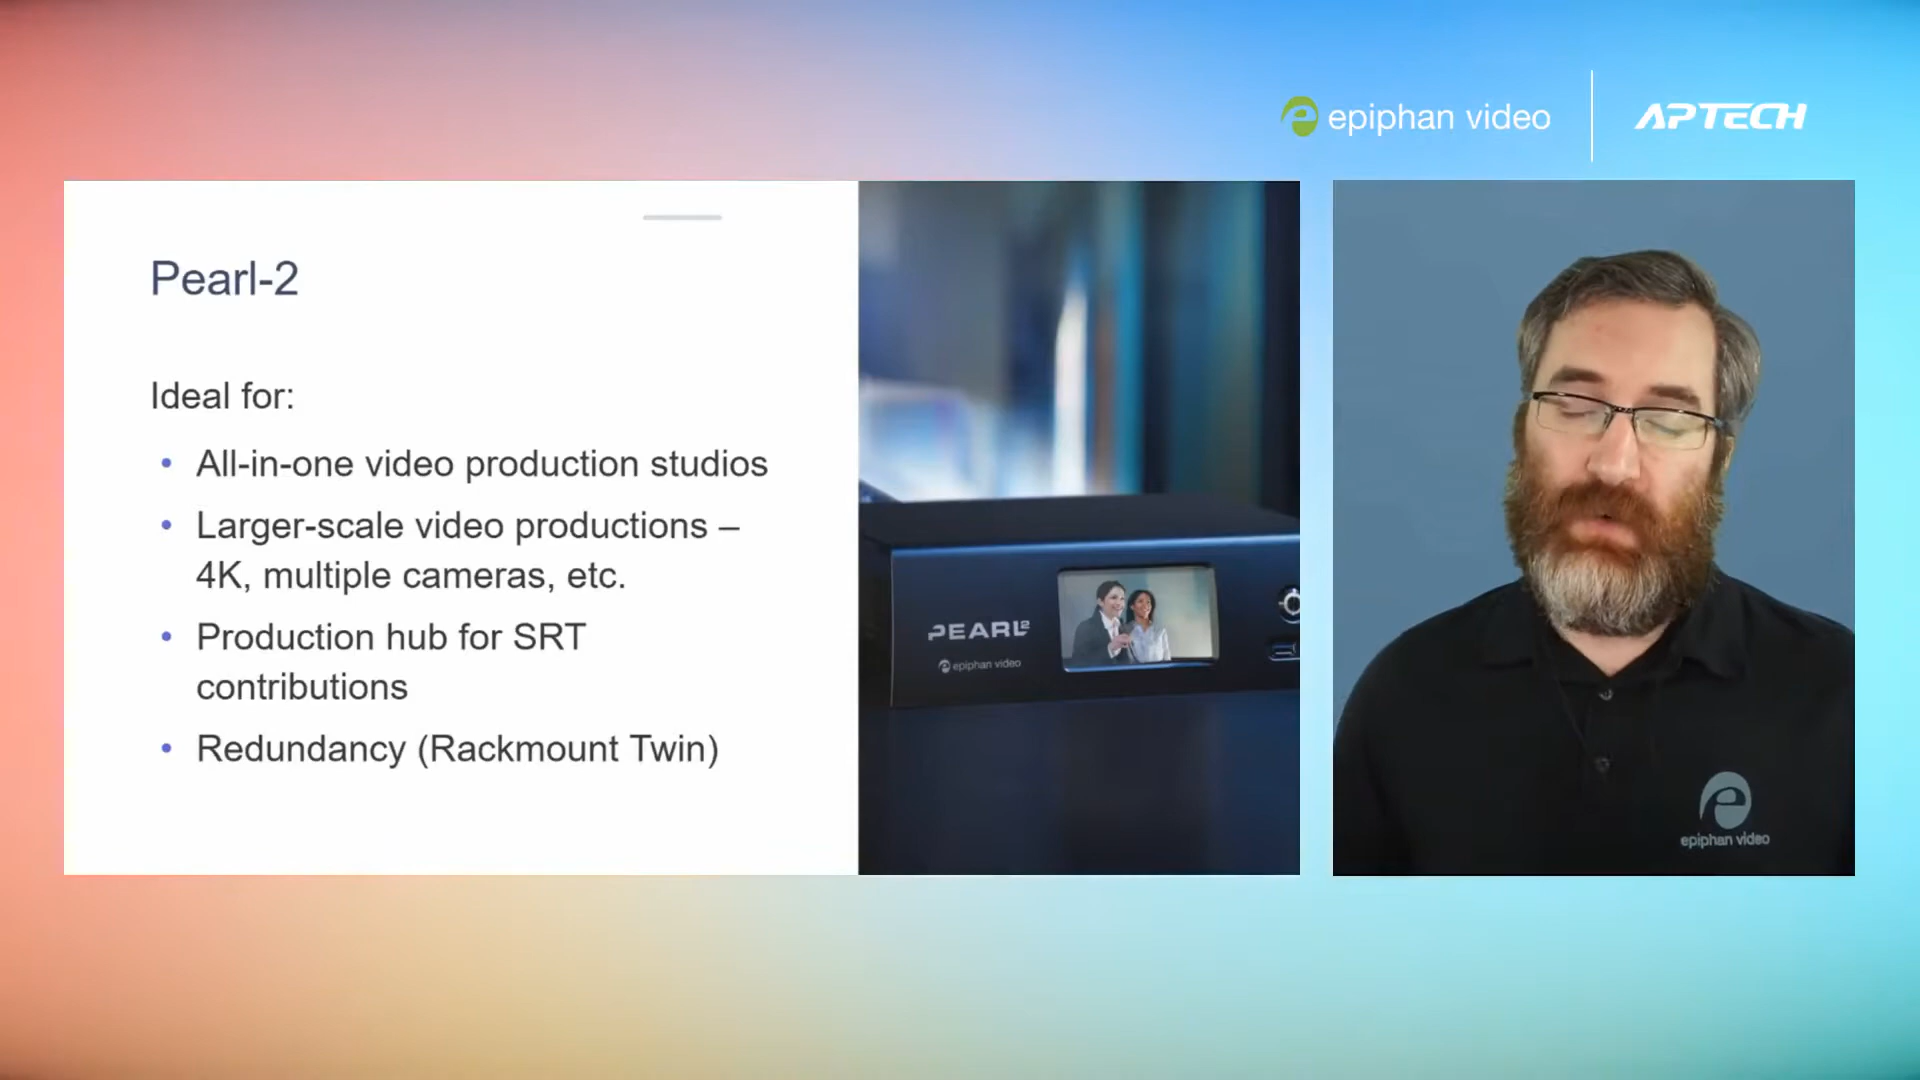 epiphan video
APTECH
Pearl-2
Ideal for:
• All-in-one video production studios
• Larger-scale video productions –
4K, multiple cameras, etc.
• Production hub for SRT
contributions
• Redundancy (Rackmount Twin)
PEARL2
epiphan video
epiphan video